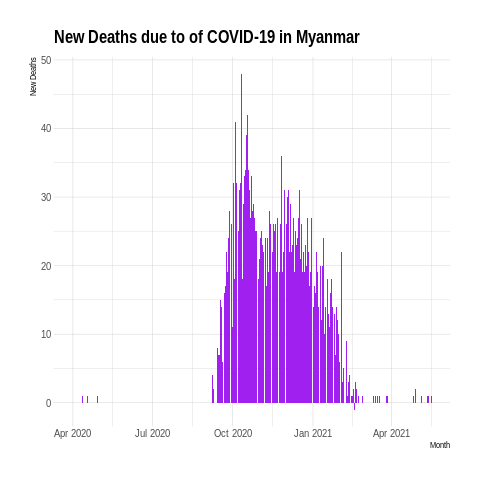 New Deaths due to of COVID-19 in Myanmar
New Deaths
50
40
30
20
10
0
Apr 2020 Jul 2020 Oct 2020 Jan 2021 Apr 2021
Month